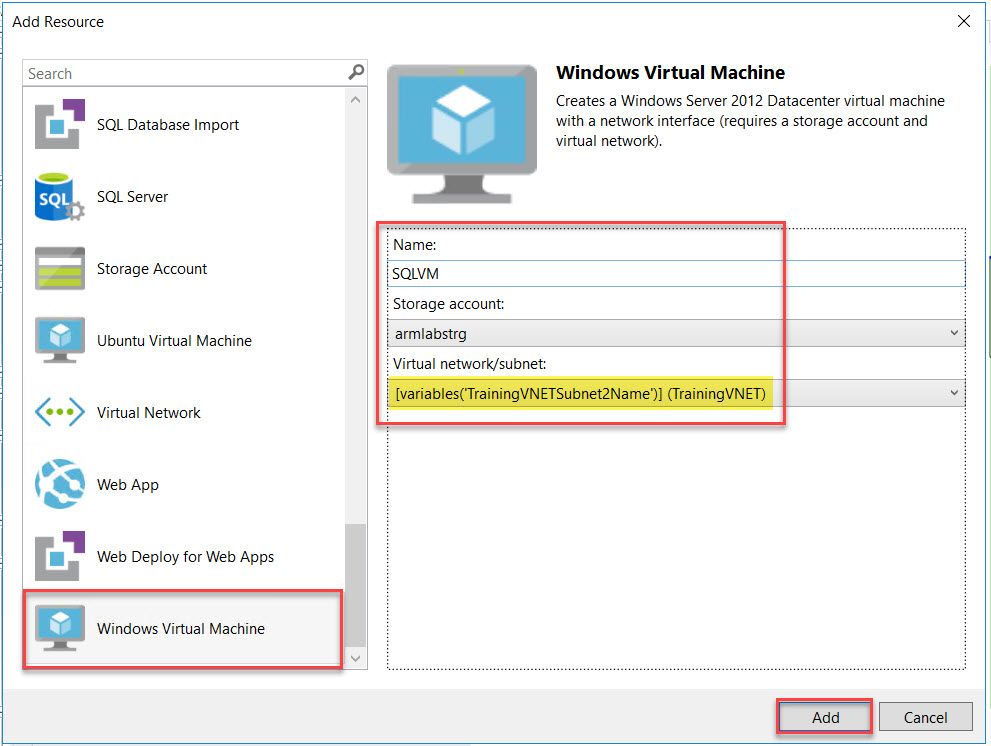 Add Resource
Search
SQL Database Import
SQL
SQL Server
Storage Account
Ubuntu Virtual Machine
Virtual Network
Web App
Web Deploy for Web Apps
Windows Virtual Machine
Windows Virtual Machine
Creates a Windows Server 2012 Datacenter virtual machine
with a network interface (requires a storage account and
virtual network).
Name:
SQLVM
Storage account:
armlabstrg
Virtual network/subnet:
[variables('TrainingVNETSubnet2Name')] (TrainingVNET)
Add
Cancel